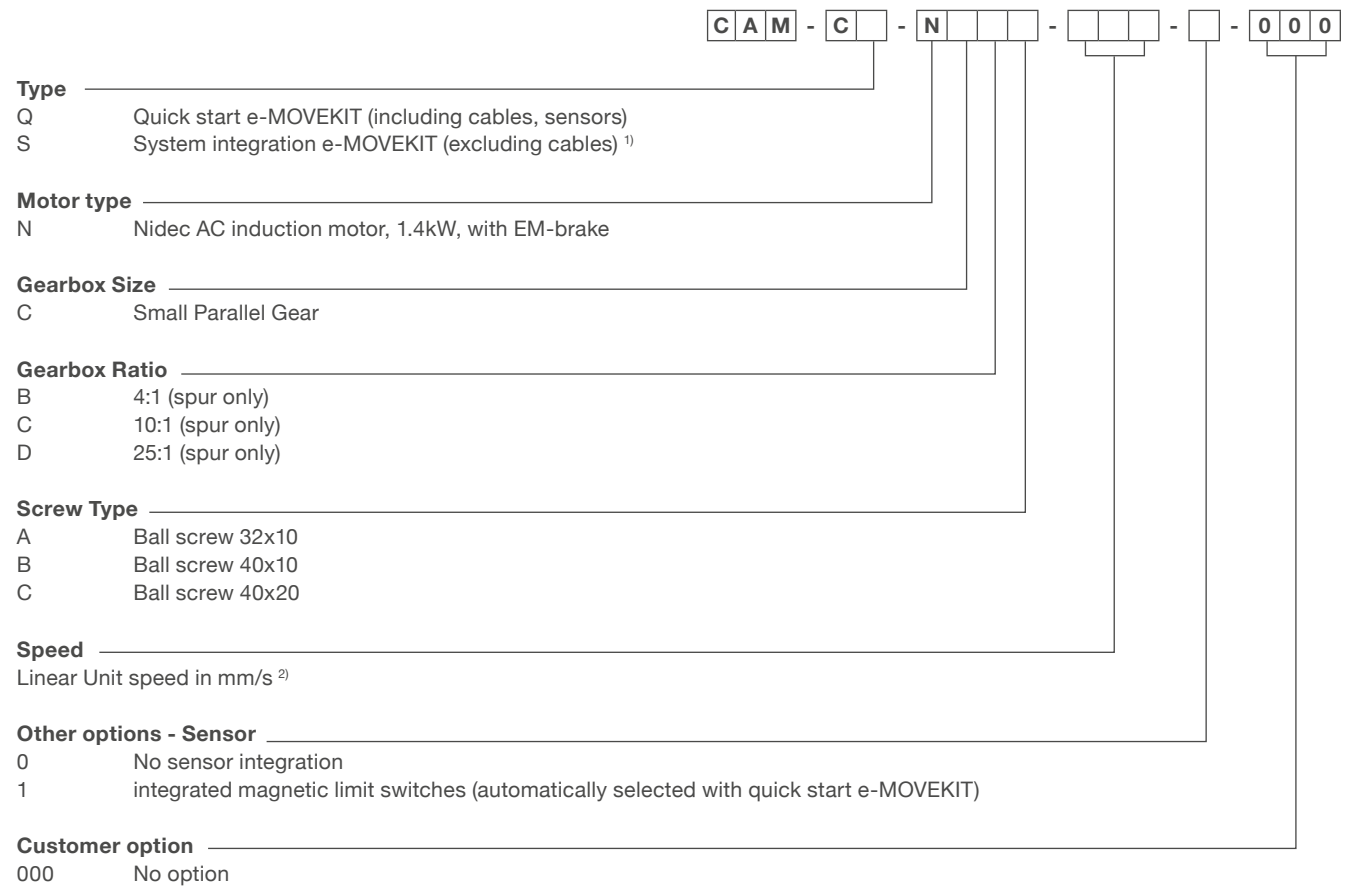 CAM - C - N - - - 000
Type
Q Quick start e-MOVEKIT (including cables, sensors)
S System integration e-MOVEKIT (excluding cables) 1)
Motor type
N Nidec AC induction motor, 1.4kW, with EM-brake
Gearbox Size
C Small Parallel Gear
Gearbox Ratio
B 4:1 (spur only)
C 10:1 (spur only)
D 25:1 (spur only)
Screw Type
A Ball screw 32x10
B Ball screw 40x10
C Ball screw 40x20
Speed
Linear Unit speed in mm/s 2)
Other options - Sensor
0 No sensor integration
1 integrated magnetic limit switches (automatically selected with quick start e-MOVEKIT)
Customer option
000 No option